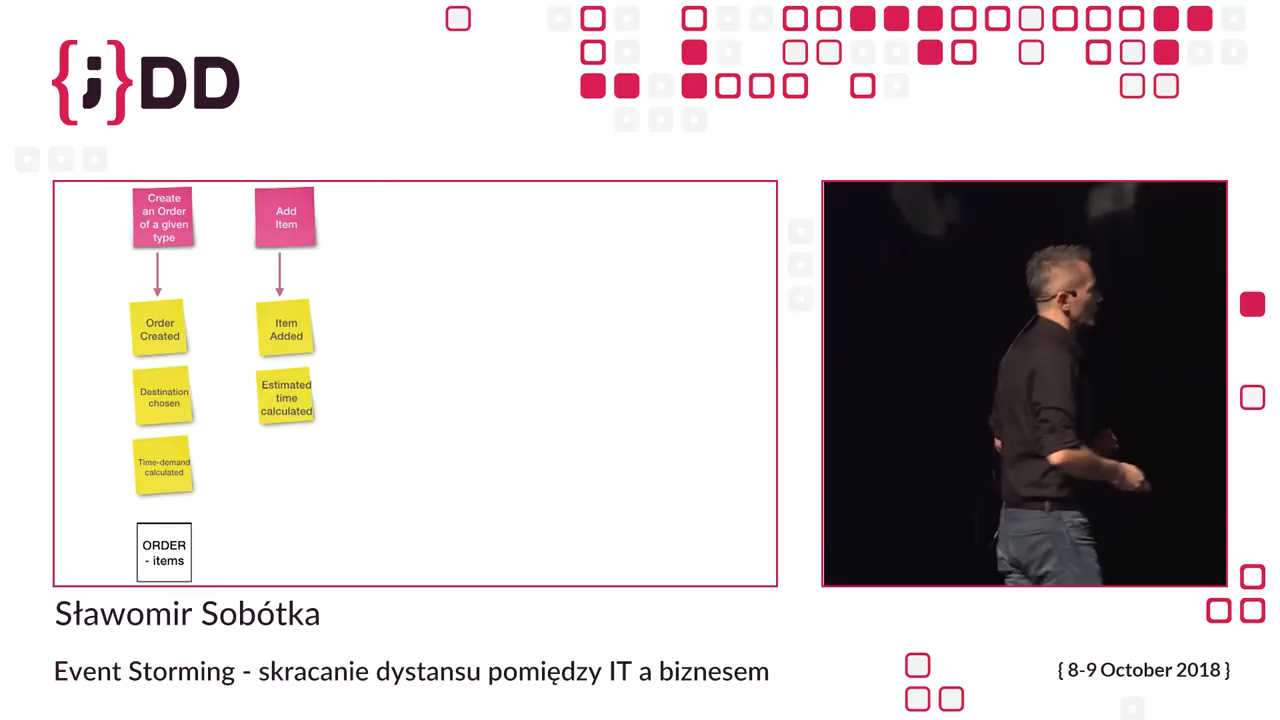 {j}DD
Create
an Order
of a given
type
Add
Item
Order
Created
Item
Added
Destination
chosen
Estimated
time
calculated
Time-demand
calculated
ORDER
- items
Sławomir Sobótka
Event Storming - skracanie dystansu pomiędzy IT a biznesem
{ 8-9 October 2018 }